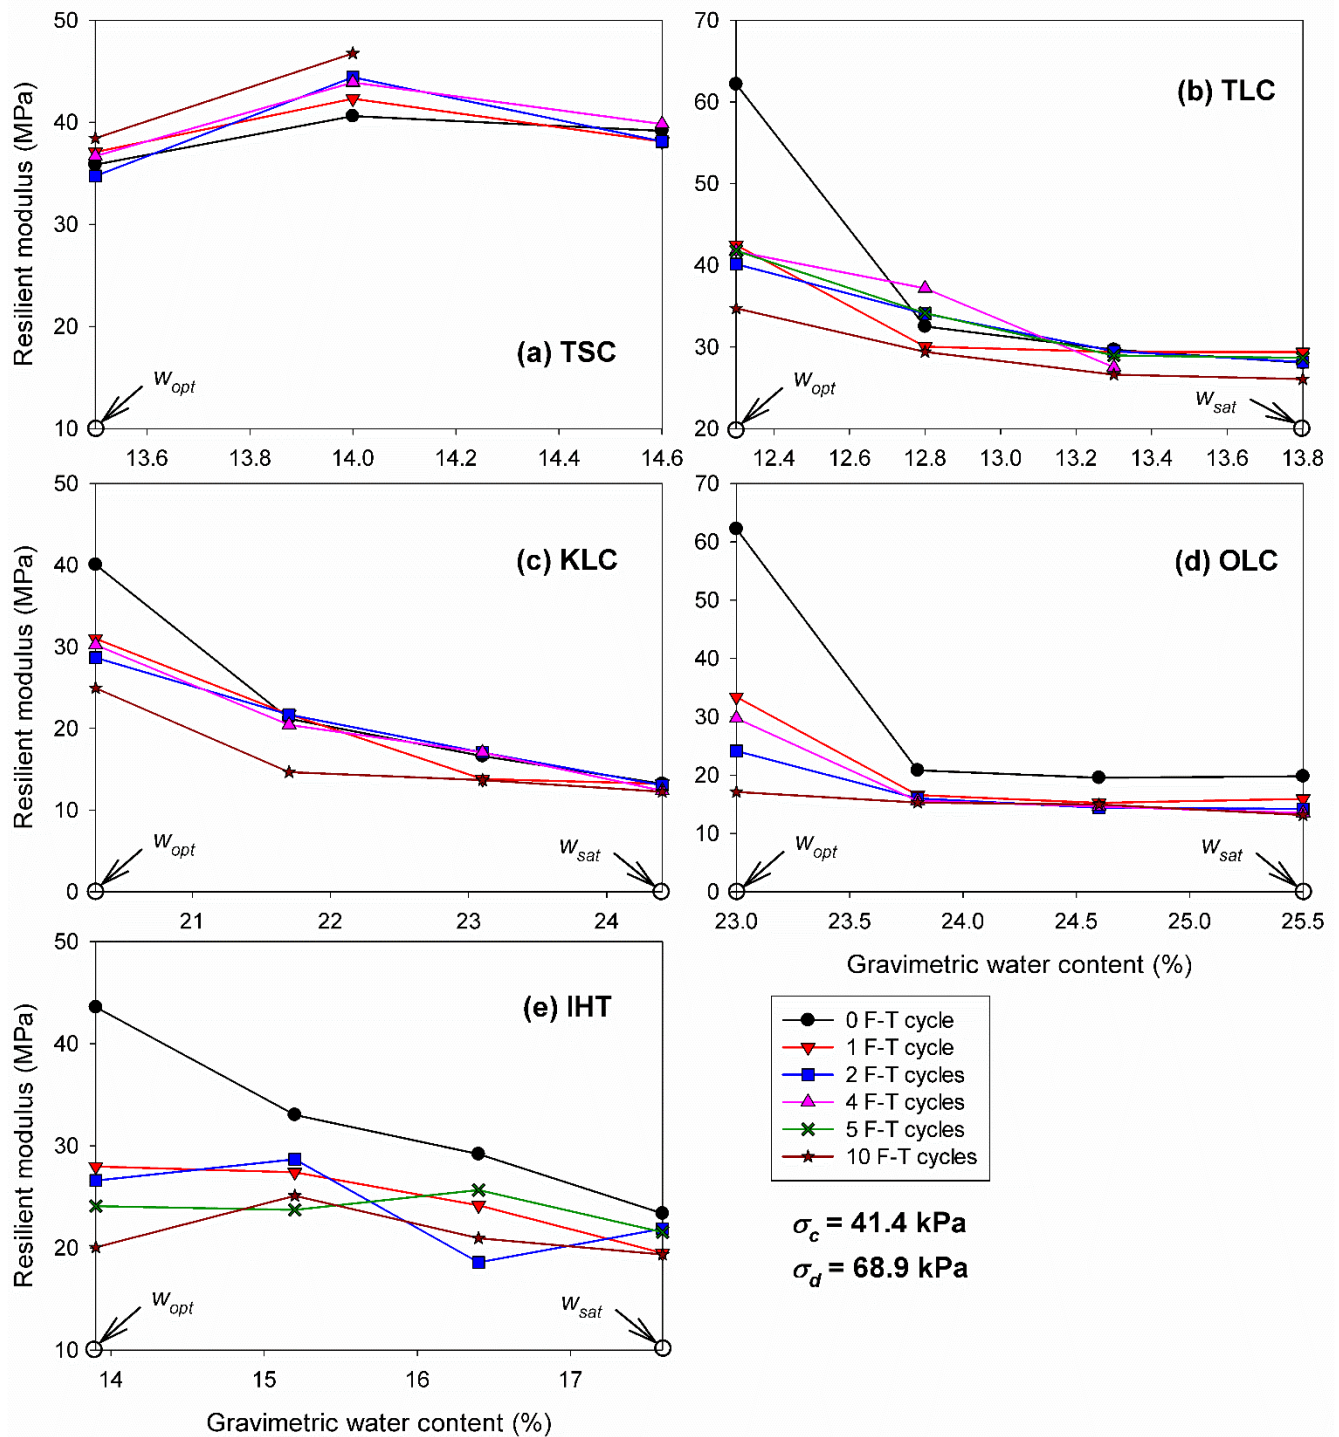 50
40
30
20
10
Resilient modulus (MPa)
(a) TSC
w_opt
13.6 13.8 14.0 14.2 14.4 14.6
70
60
50
40
30
20
(b) TLC
w_opt
w_sat
12.4 12.6 12.8 13.0 13.2 13.4 13.6 13.8
50
40
30
20
10
0
Resilient modulus (MPa)
(c) KLC
w_opt
w_sat
21 22 23 24
70
60
50
40
30
20
10
0
(d) OLC
w_opt
w_sat
23.0 23.5 24.0 24.5 25.0 25.5
Gravimetric water content (%)
50
40
30
20
10
Resilient modulus (MPa)
(e) IHT
w_opt
w_sat
14 15 16 17
Gravimetric water content (%)
0 F-T cycle
1 F-T cycle
2 F-T cycles
4 F-T cycles
5 F-T cycles
10 F-T cycles
σ_c = 41.4 kPa
σ_d = 68.9 kPa